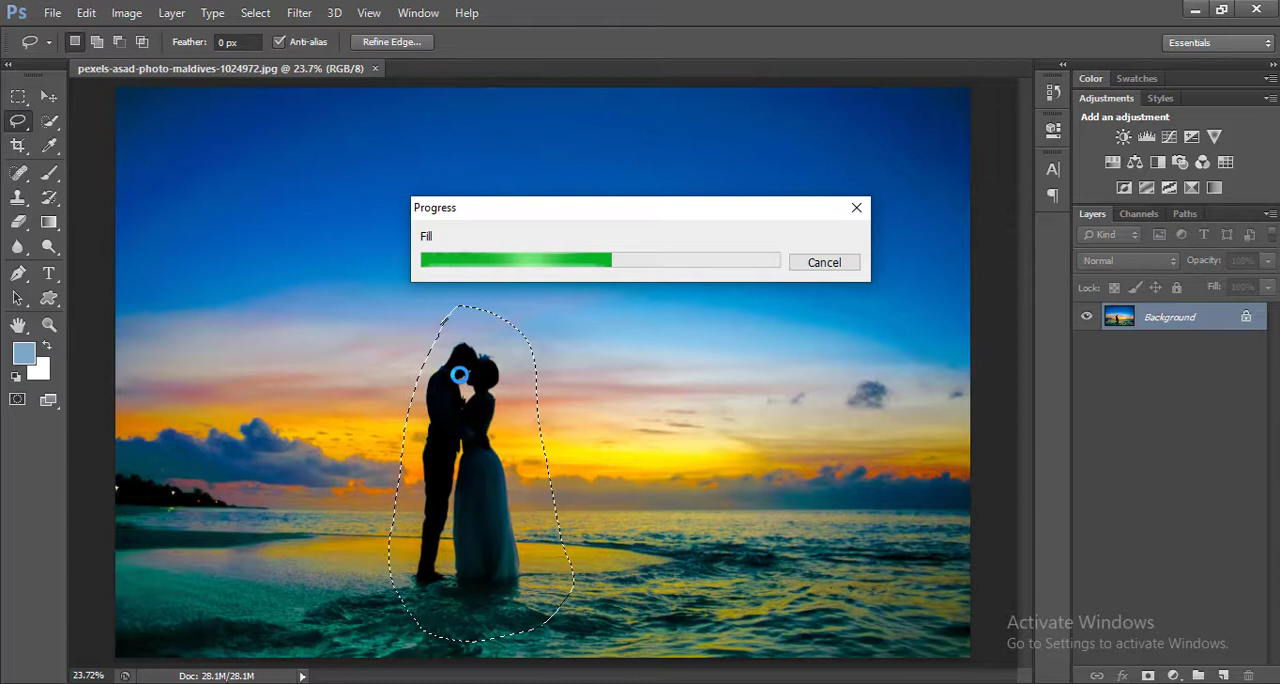 Ps File Edit Image Layer Type Select Filter 3D View Window Help
Feather: 0 px Anti-alias Refine Edge... Essentials
pexels-asad-photo-maldives-1024972.jpg @ 23.7% (RGB/8) ×
Color Swatches
Adjustments Styles
Add an adjustment
Progress
Fill
Cancel
Layers Channels Paths
Kind
Normal Opacity: 100%
Lock: Fill: 100%
Background
Activate Windows
Go to Settings to activate Windows.
23.72% Doc: 28.1M/28.1M